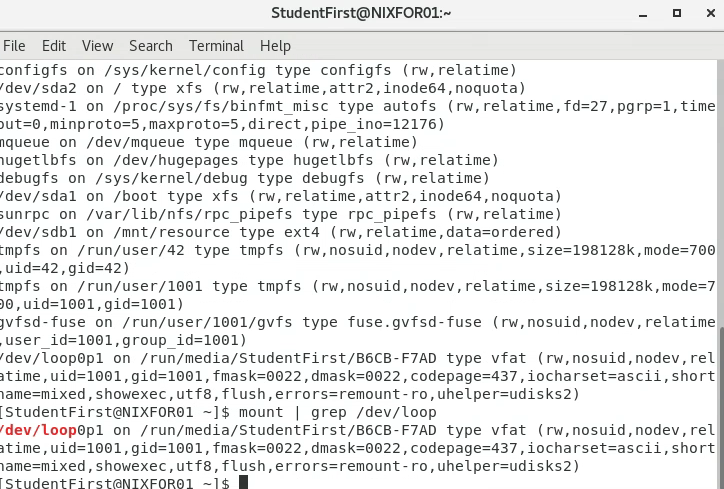 StudentFirst@NIXFOR01:~
File Edit View Search Terminal Help
configfs on /sys/kernel/config type configfs (rw,relatime)
/dev/sda2 on / type xfs (rw,relatime,attr2,inode64,noquota)
systemd-1 on /proc/sys/fs/binfmt_misc type autofs (rw,relatime,fd=27,pgrp=1,time
out=0,minproto=5,maxproto=5,direct,pipe_ino=12176)
mqueue on /dev/mqueue type mqueue (rw,relatime)
hugetlbfs on /dev/hugepages type hugetlbfs (rw,relatime)
debugfs on /sys/kernel/debug type debugfs (rw,relatime)
/dev/sda1 on /boot type xfs (rw,relatime,attr2,inode64,noquota)
sunrpc on /var/lib/nfs/rpc_pipefs type rpc_pipefs (rw,relatime)
/dev/sdb1 on /mnt/resource type ext4 (rw,relatime,data=ordered)
tmpfs on /run/user/42 type tmpfs (rw,nosuid,nodev,relatime,size=198128k,mode=700
,uid=42,gid=42)
tmpfs on /run/user/1001 type tmpfs (rw,nosuid,nodev,relatime,size=198128k,mode=7
00,uid=1001,gid=1001)
gvfsd-fuse on /run/user/1001/gvfs type fuse.gvfsd-fuse (rw,nosuid,nodev,relatime
,user_id=1001,group_id=1001)
/dev/loop0p1 on /run/media/StudentFirst/B6CB-F7AD type vfat (rw,nosuid,nodev,rel
atime,uid=1001,gid=1001,fmask=0022,dmask=0022,codepage=437,iocharset=ascii,short
name=mixed,showexec,utf8,flush,errors=remount-ro,uhelper=udisks2)
[StudentFirst@NIXFOR01 ~]$ mount | grep /dev/loop
/dev/loop0p1 on /run/media/StudentFirst/B6CB-F7AD type vfat (rw,nosuid,nodev,rel
atime,uid=1001,gid=1001,fmask=0022,dmask=0022,codepage=437,iocharset=ascii,short
name=mixed,showexec,utf8,flush,errors=remount-ro,uhelper=udisks2)
[StudentFirst@NIXFOR01 ~]$